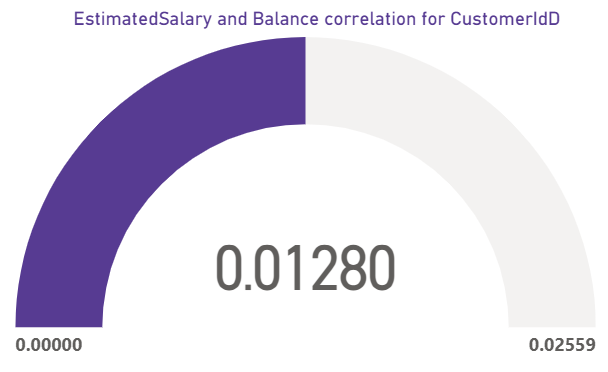 EstimatedSalary and Balance correlation for CustomerIdD
0.01280
0.00000
0.02559